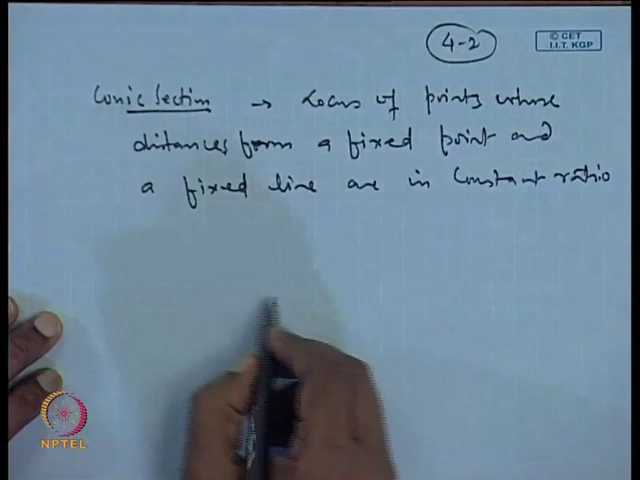 4-2
© CET
I.I.T. KGP
Conic Section → Locus of points whose
distances from a fixed point and
a fixed line are in constant ratio
NPTEL